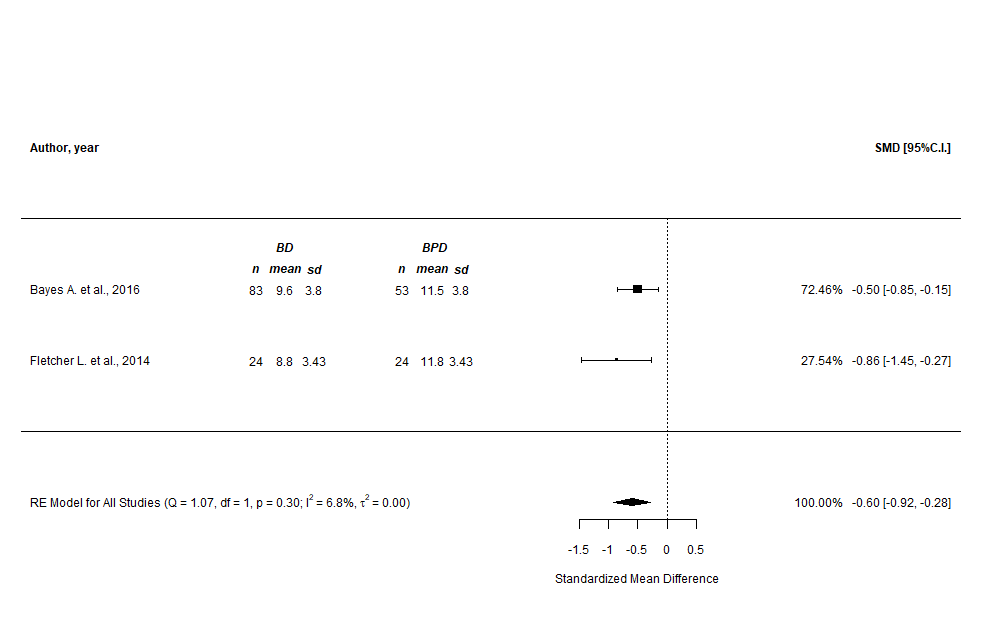 Author, year SMD [95%C.I.]
BD BPD
n mean sd n mean sd
Bayes A. et al., 2016 83 9.6 3.8 53 11.5 3.8 72.46% -0.50 [-0.85, -0.15]
Fletcher L. et al., 2014 24 8.8 3.43 24 11.8 3.43 27.54% -0.86 [-1.45, -0.27]
RE Model for All Studies (Q = 1.07, df = 1, p = 0.30; I² = 6.8%, τ² = 0.00) 100.00% -0.60 [-0.92, -0.28]
-1.5 -1 -0.5 0 0.5
Standardized Mean Difference